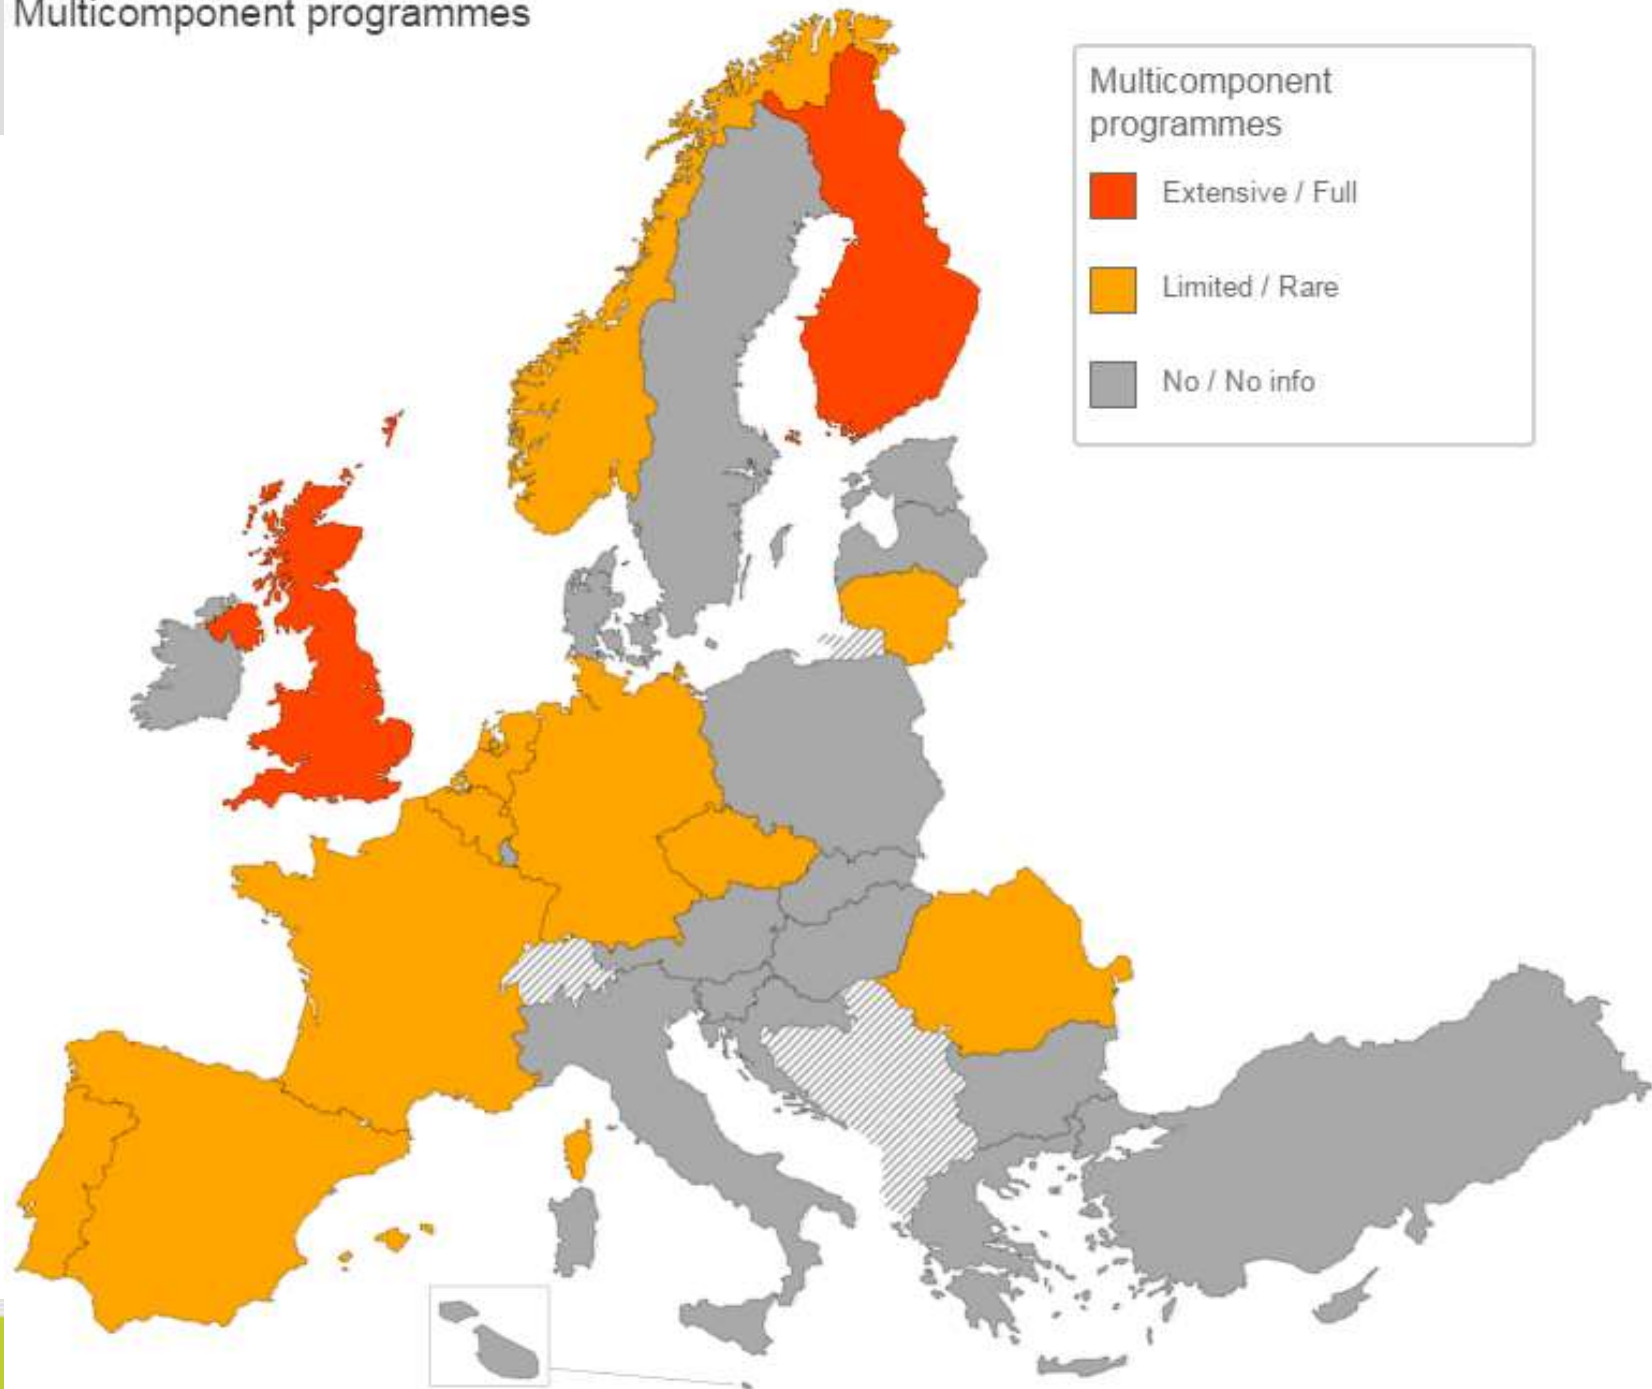 Multicomponent programmes
Multicomponent
programmes
Extensive / Full
Limited / Rare
No / No info